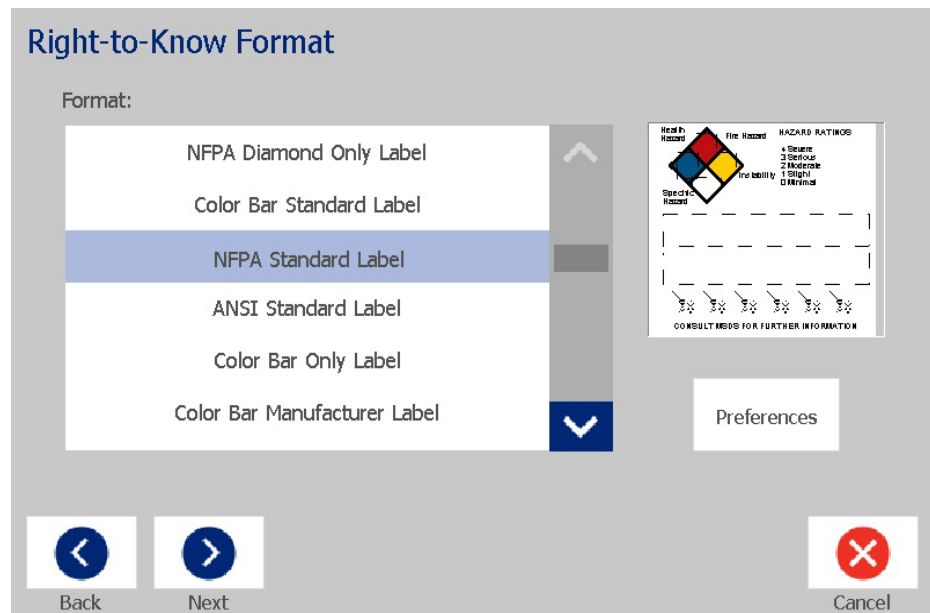 Right-to-Know Format
Format:
NFPA Diamond Only Label
Color Bar Standard Label
NFPA Standard Label
ANSI Standard Label
Color Bar Only Label
Color Bar Manufacturer Label
Health
Hazard
Fire Hazard
HAZARD RATINGS
4 Severe
3 Serious
2 Moderate
1 Slight
0 Minimal
Instability
Specific
Hazard
CONSULT MSDS FOR FURTHER INFORMATION
Preferences
Back
Next
Cancel